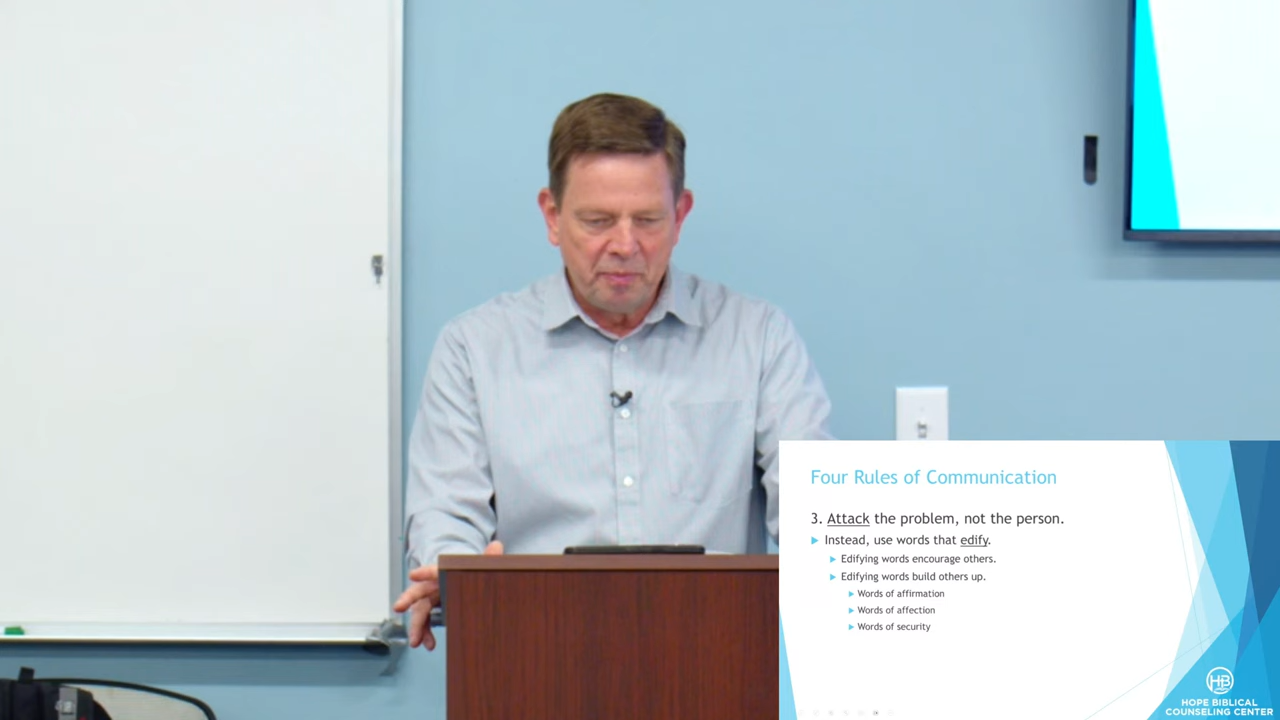 Four Rules of Communication
3. Attack the problem, not the person.
Instead, use words that edify.
Edifying words encourage others.
Edifying words build others up.
Words of affirmation
Words of affection
Words of security
HB
HOPE BIBLICAL
COUNSELING CENTER